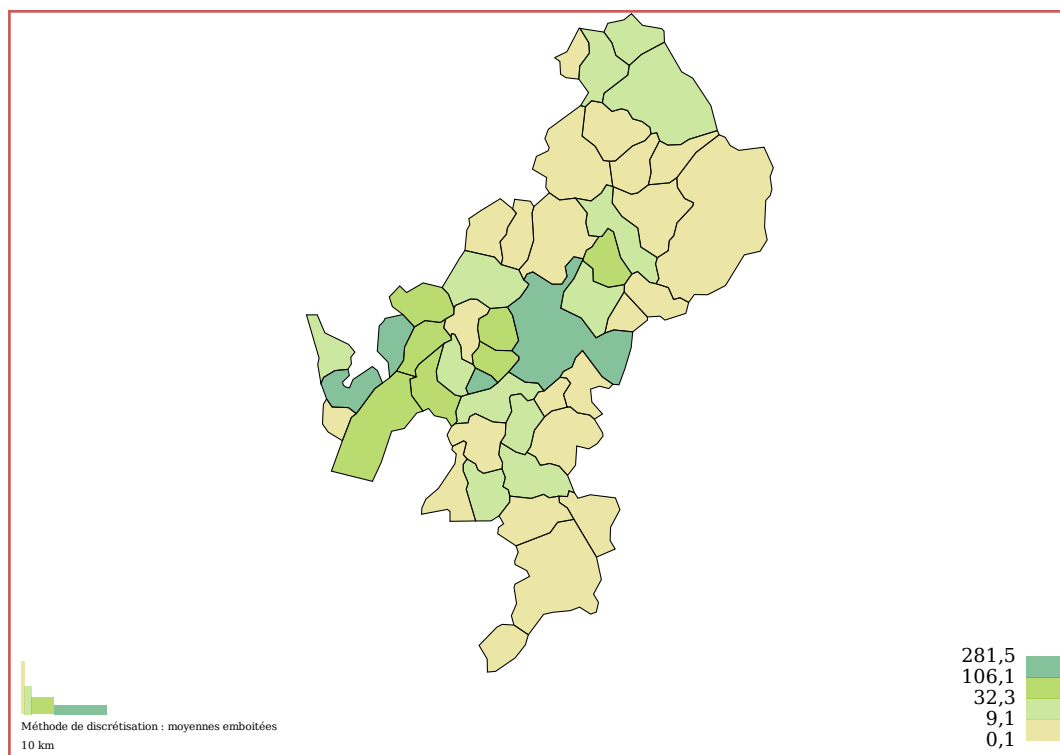 281,5
106,1
32,3
9,1
0,1
Méthode de discrétisation : moyennes emboitées
10 km